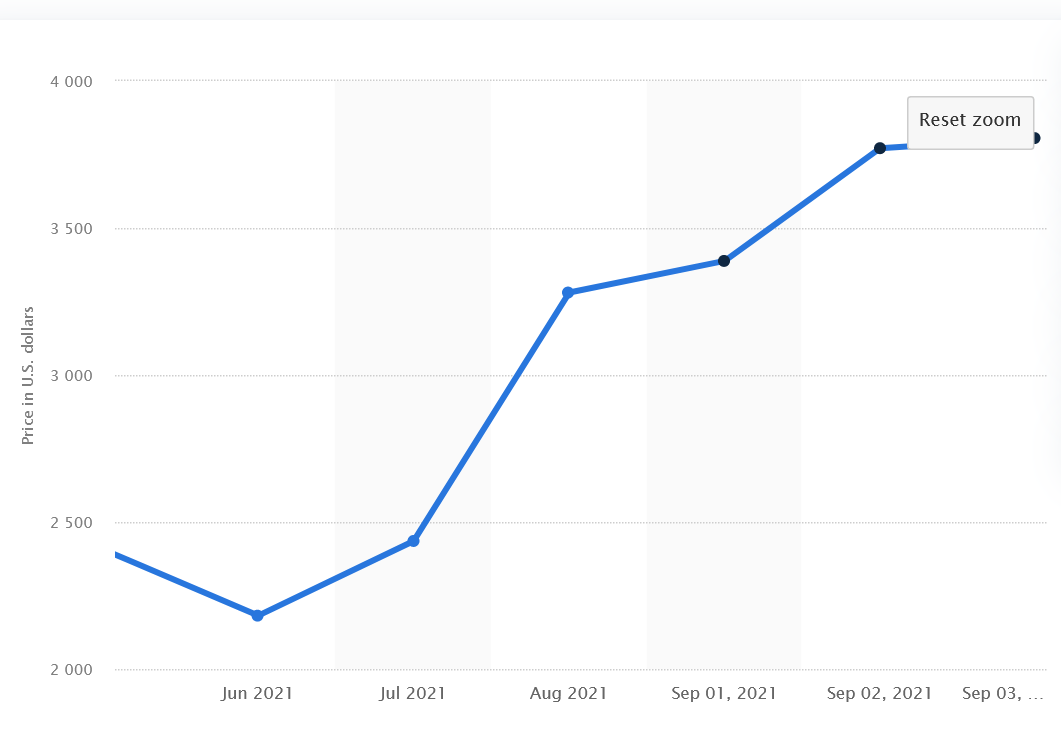 4 000
Reset zoom
3 500
3 000
2 500
2 000
Price in U.S. dollars
Jun 2021
Jul 2021
Aug 2021
Sep 01, 2021
Sep 02, 2021
Sep 03, …